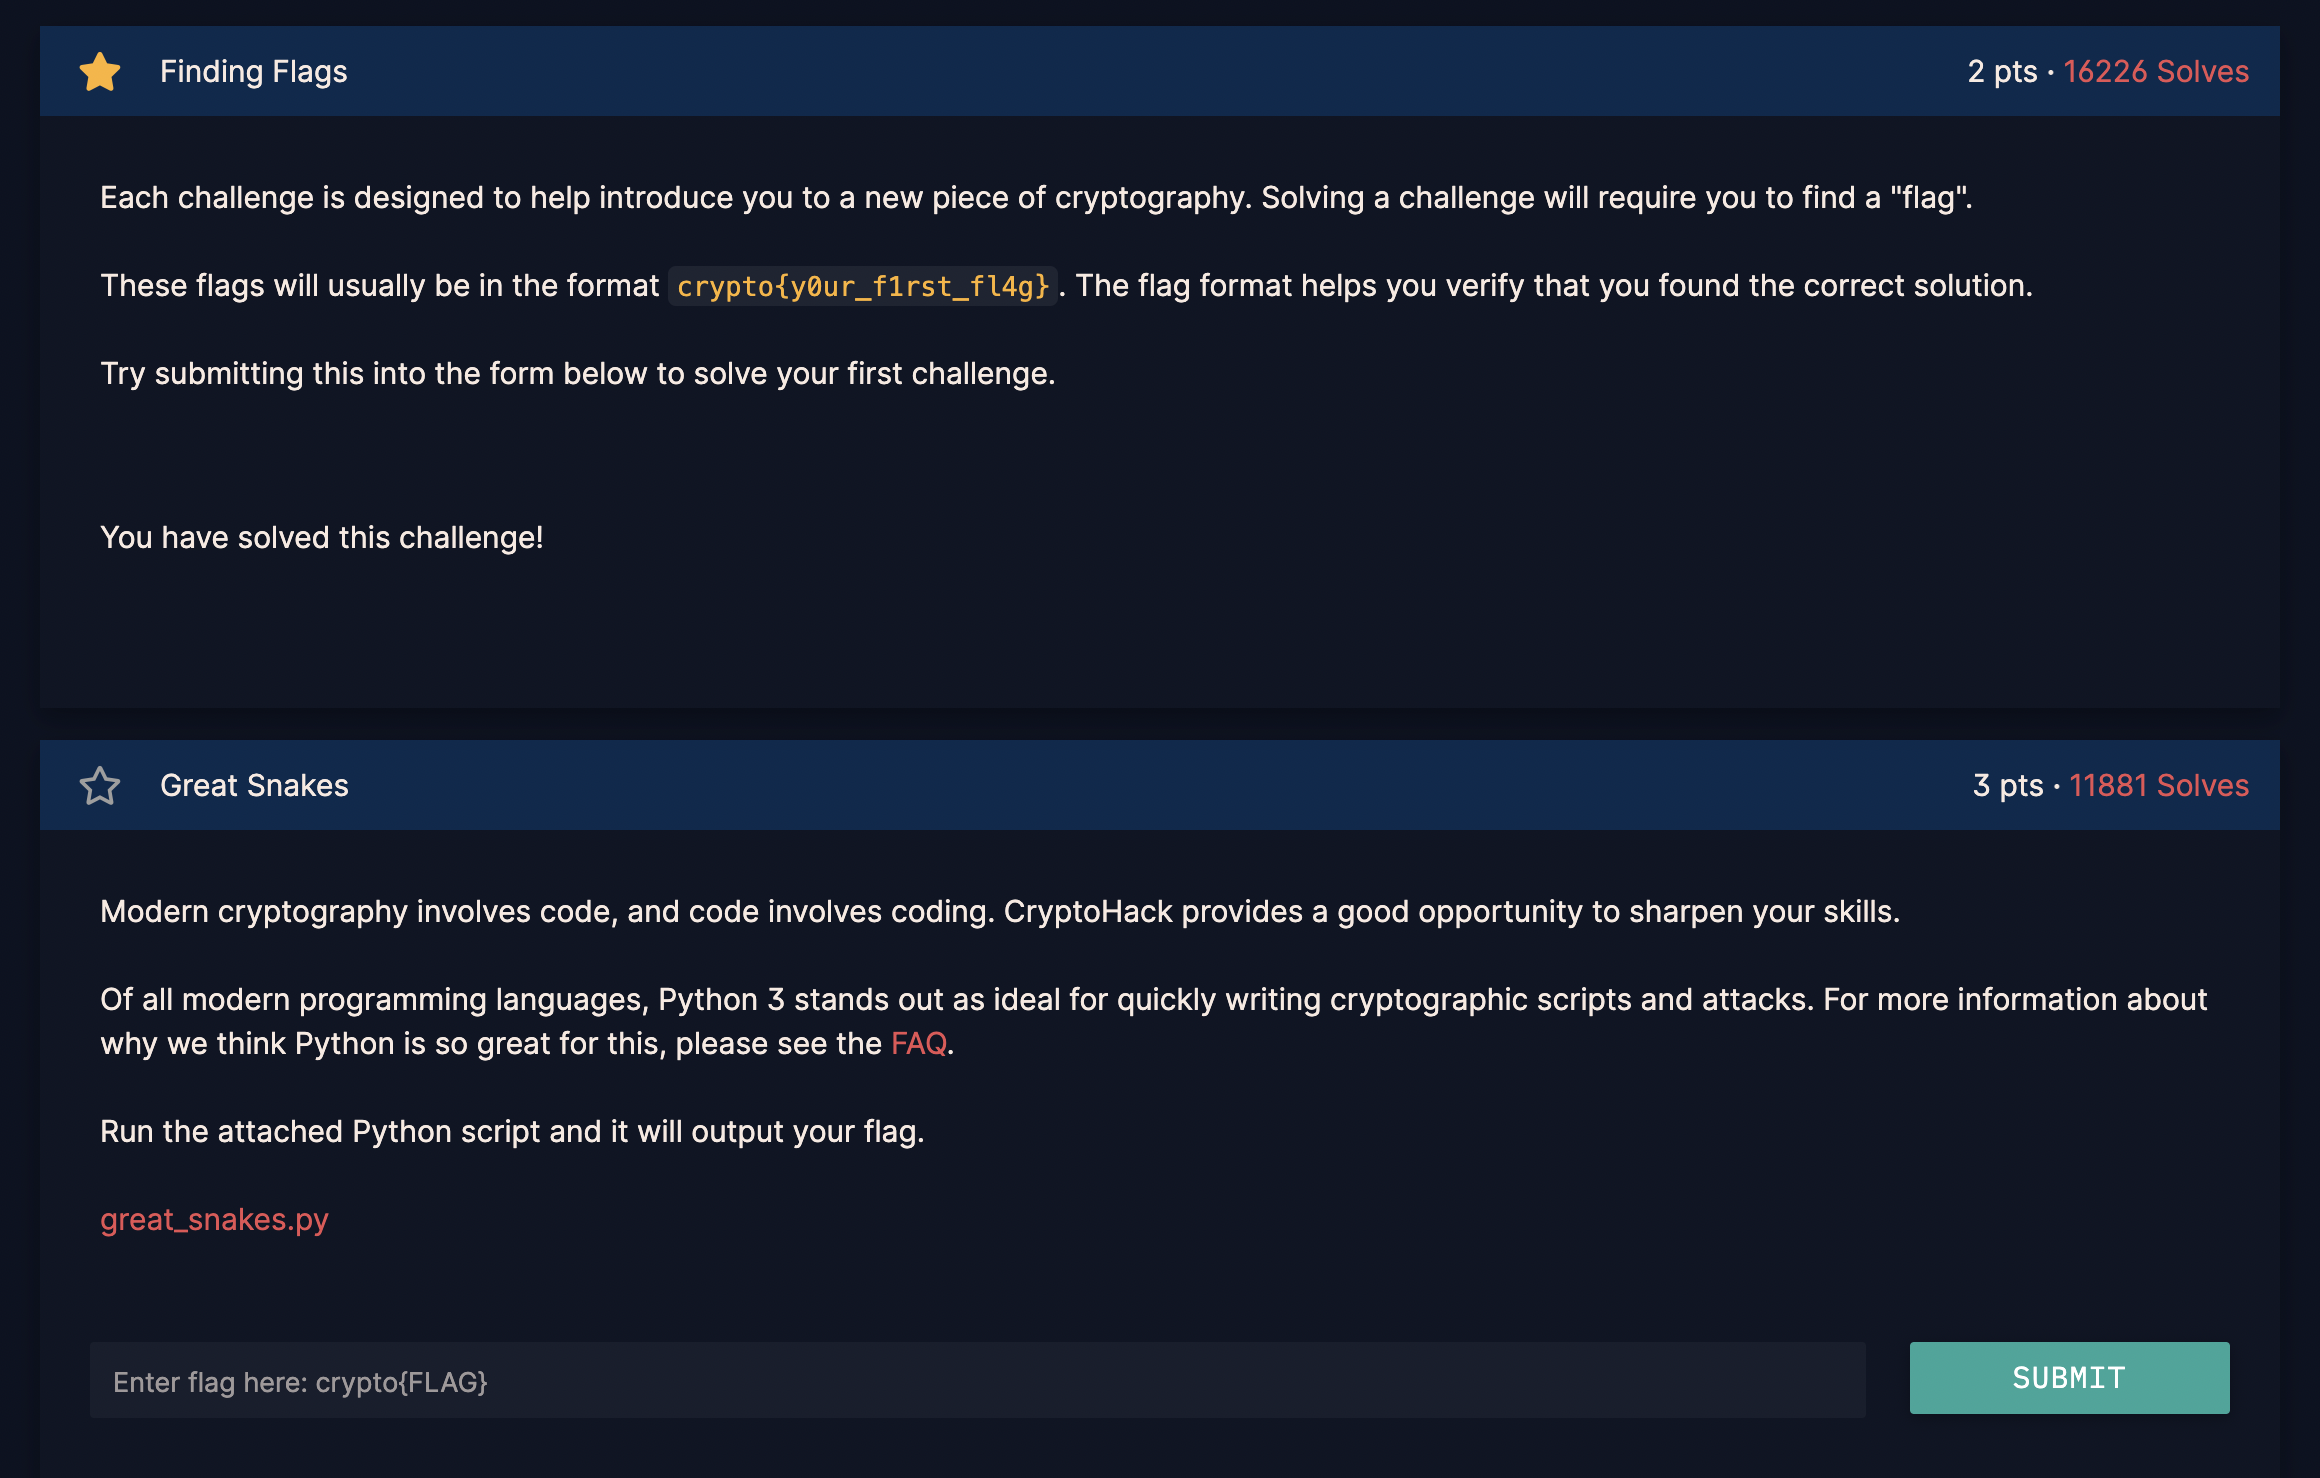 Finding Flags
2 pts · 16226 Solves
Each challenge is designed to help introduce you to a new piece of cryptography. Solving a challenge will require you to find a "flag".
These flags will usually be in the format crypto{y0ur_f1rst_fl4g}. The flag format helps you verify that you found the correct solution.
Try submitting this into the form below to solve your first challenge.
You have solved this challenge!
Great Snakes
3 pts · 11881 Solves
Modern cryptography involves code, and code involves coding. CryptoHack provides a good opportunity to sharpen your skills.
Of all modern programming languages, Python 3 stands out as ideal for quickly writing cryptographic scripts and attacks. For more information about
why we think Python is so great for this, please see the FAQ.
Run the attached Python script and it will output your flag.
great_snakes.py
Enter flag here: crypto{FLAG}
SUBMIT